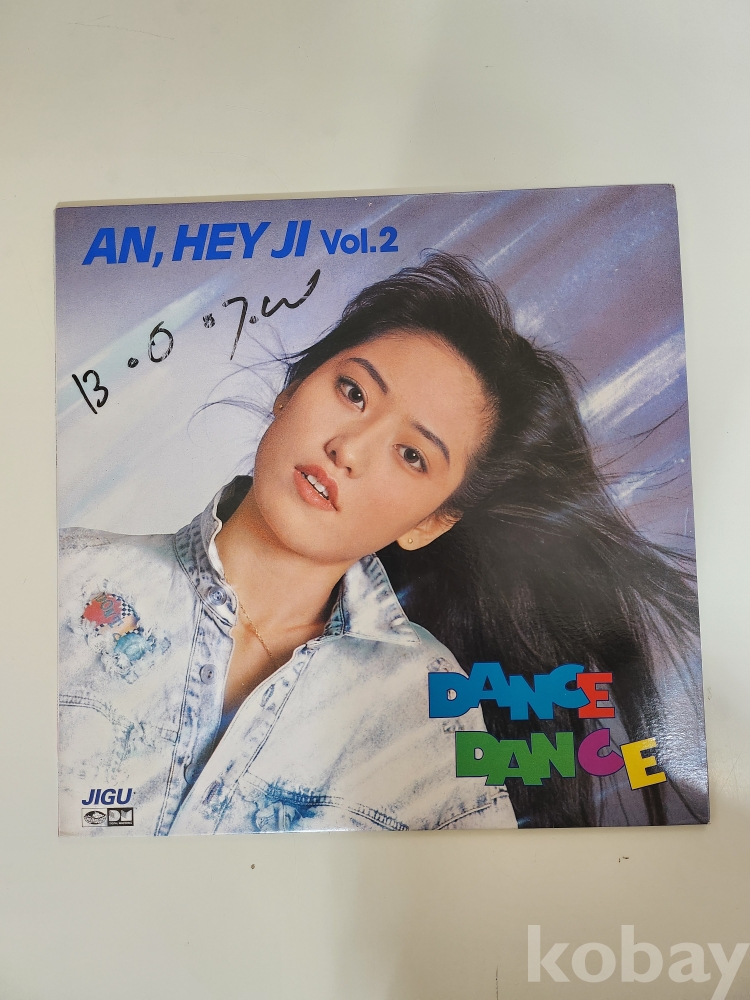 AN, HEY JI Vol.2
13 . 0 . 7. w
DANCE
DANCE
JIGU
kobay